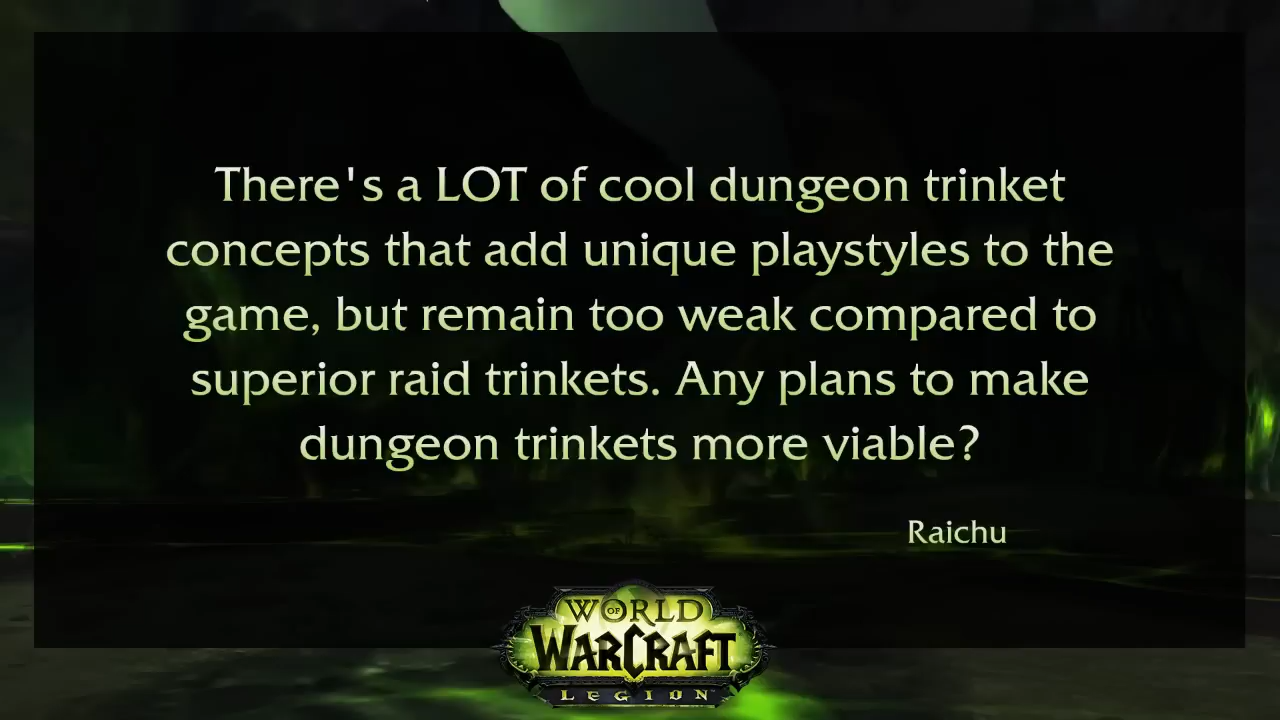 There's a LOT of cool dungeon trinket
concepts that add unique playstyles to the
game, but remain too weak compared to
superior raid trinkets. Any plans to make
dungeon trinkets more viable?
Raichu
WORLD OF
WARCRAFT
LEGION